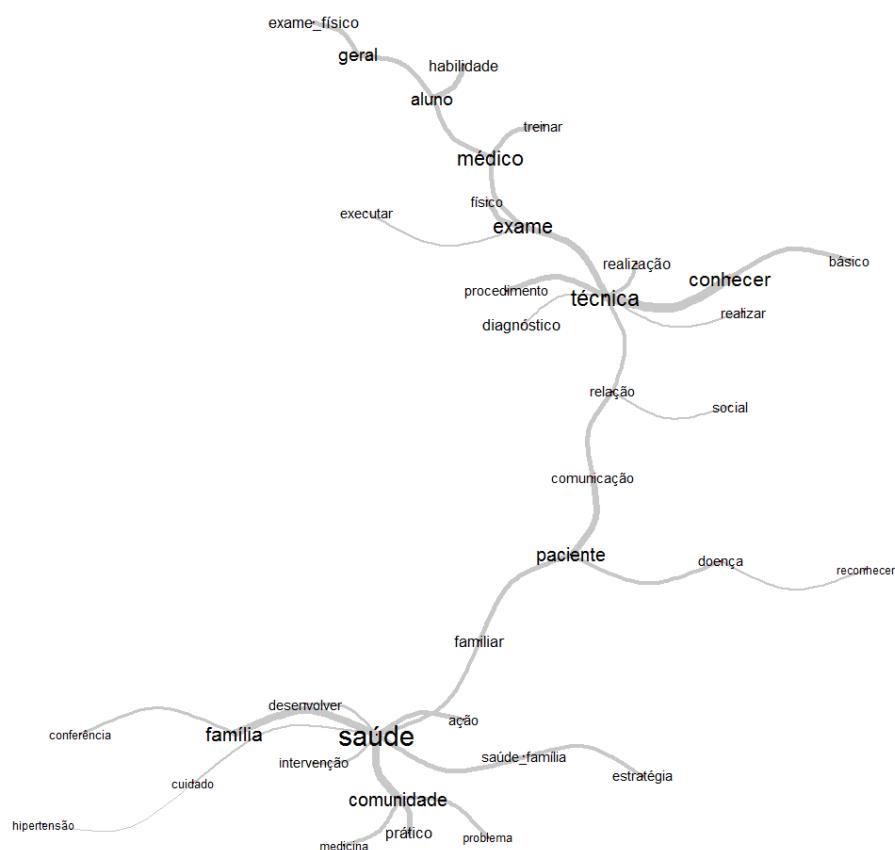 exame_físico
geral
habilidade
aluno
treinar
médico
físico
executar
exame
básico
realização
conhecer
procedimento
técnica
realizar
diagnóstico
relação
social
comunicação
paciente
doença
reconhecer
familiar
desenvolver
ação
conferência
família
saúde
saúde_família
intervenção
estratégia
cuidado
comunidade
hipertensão
prático
problema
medicina